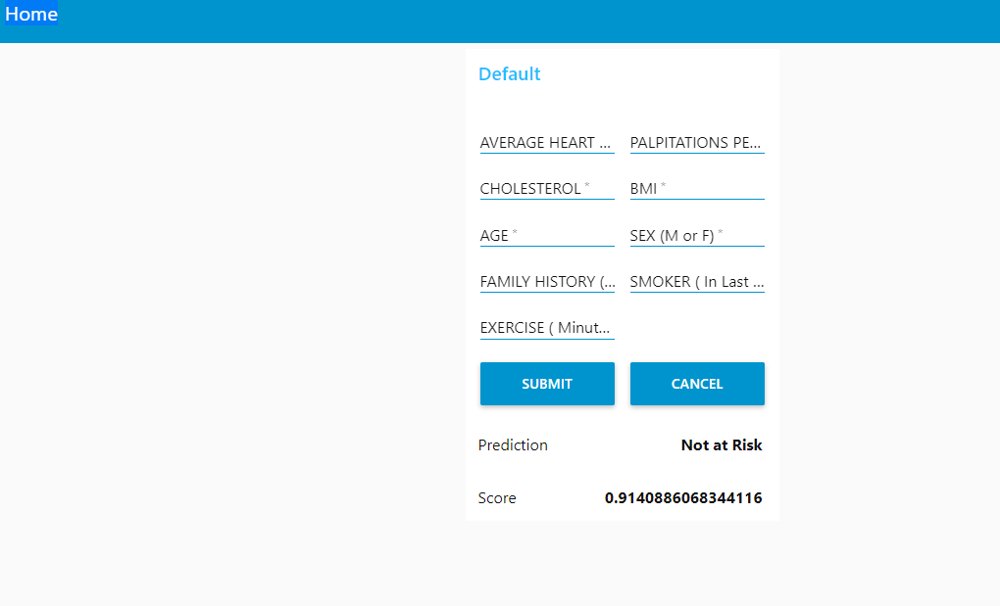 Home
Default
AVERAGE HEART ... PALPITATIONS PE...
CHOLESTEROL * BMI *
AGE * SEX (M or F) *
FAMILY HISTORY (... SMOKER ( In Last ...
EXERCISE ( Minut...
SUBMIT CANCEL
Prediction Not at Risk
Score 0.9140886068344116